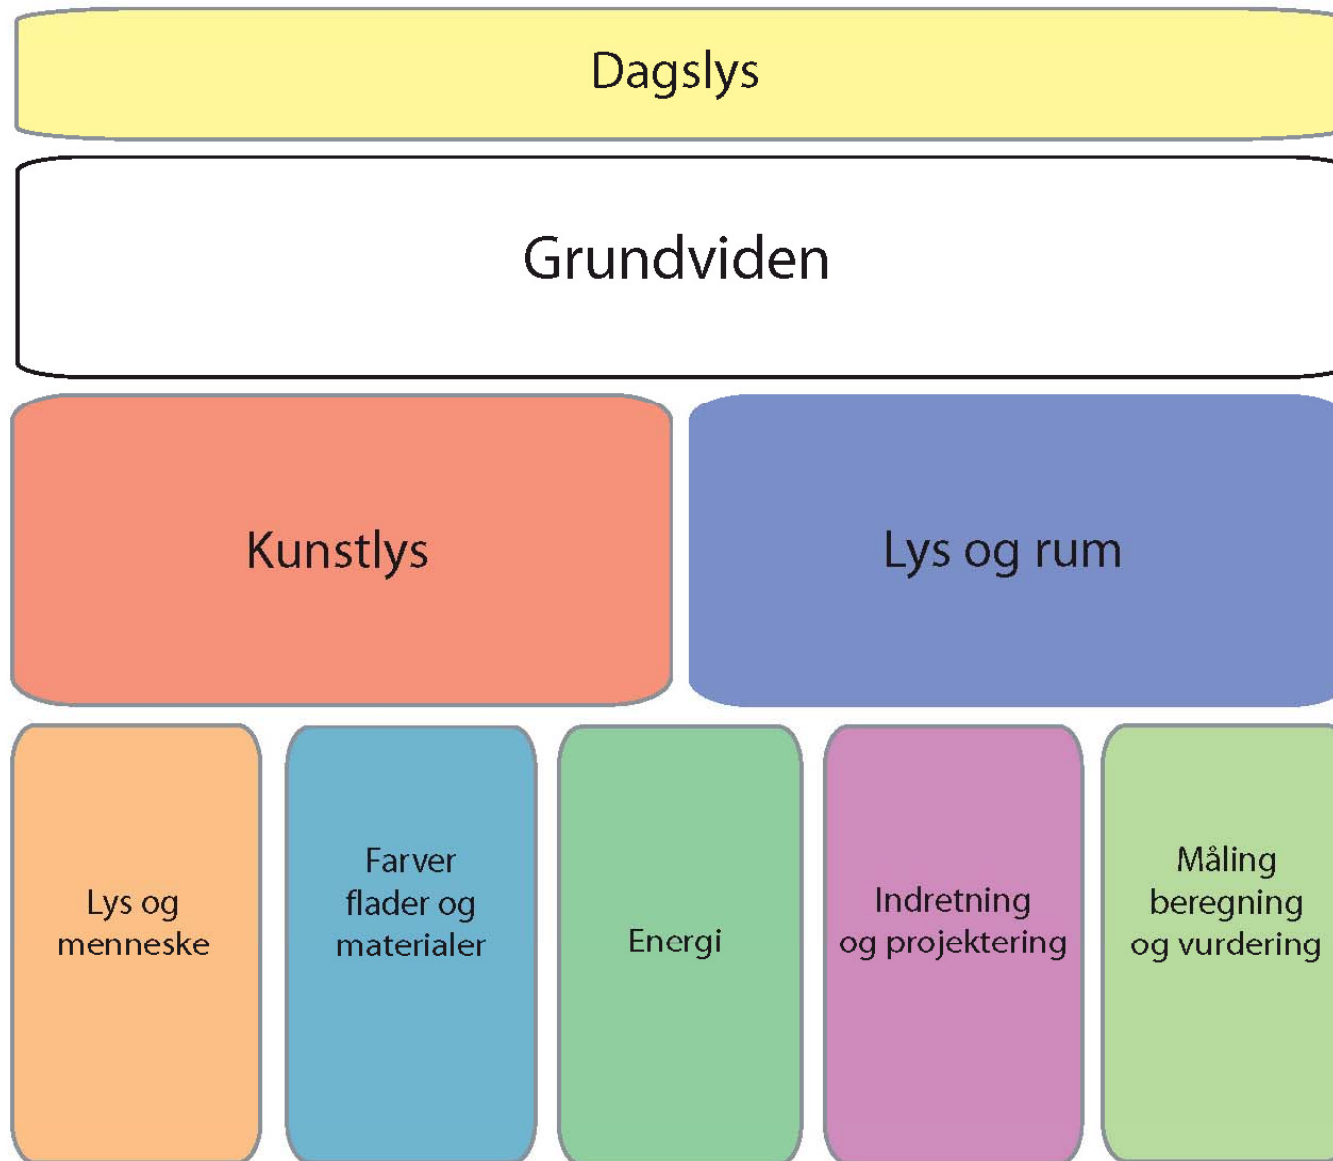 Dagslys
Grundviden
Kunstlys
Lys og rum
Lys og
menneske
Farver
flader og
materialer
Energi
Indretning
og projektering
Måling
beregning
og vurdering